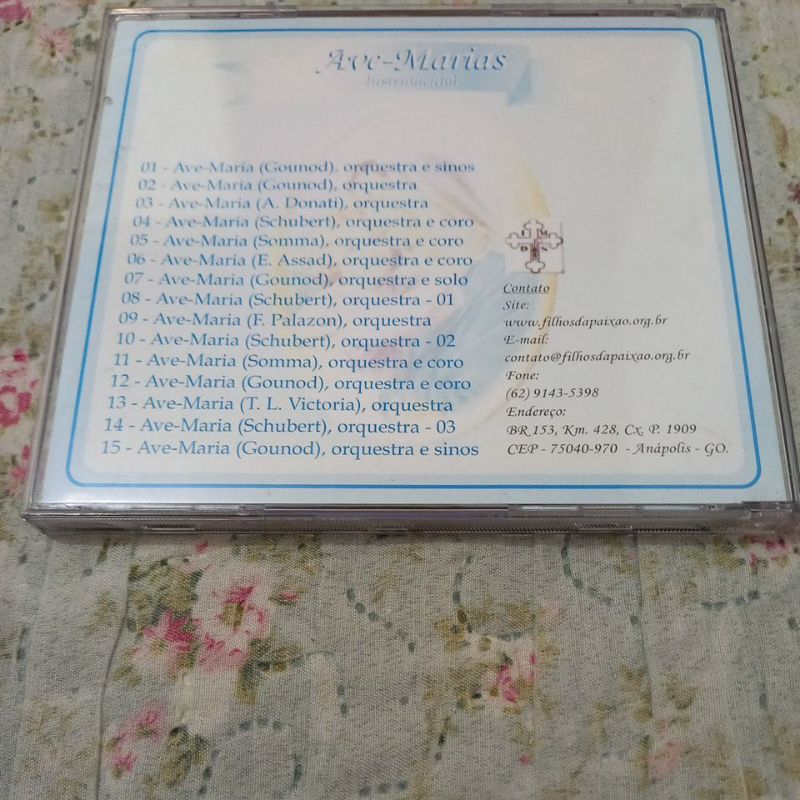 Ave-Marias
Instrumental
01 - Ave-Maria (Gounod), orquestra e sinos
02 - Ave-Maria (Gounod), orquestra
03 - Ave-Maria (A. Donati), orquestra
04 - Ave-Maria (Schubert), orquestra e coro
05 - Ave-Maria (Somma), orquestra e coro
06 - Ave-Maria (E. Assad), orquestra e coro
07 - Ave-Maria (Gounod), orquestra e solo
08 - Ave-Maria (Schubert), orquestra - 01
09 - Ave-Maria (F. Palazon), orquestra
10 - Ave-Maria (Schubert), orquestra - 02
11 - Ave-Maria (Somma), orquestra e coro
12 - Ave-Maria (Gounod), orquestra e coro
13 - Ave-Maria (T. L. Victoria), orquestra
14 - Ave-Maria (Schubert), orquestra - 03
15 - Ave-Maria (Gounod), orquestra e sinos
Contato
Site:
www.filhosdapaixao.org.br
E-mail:
contato@filhosdapaixao.org.br
Fone:
(62) 9143-5398
Endereço:
BR 153, Km. 428, Cx. P. 1909
CEP - 75040-970 - Anápolis - GO.